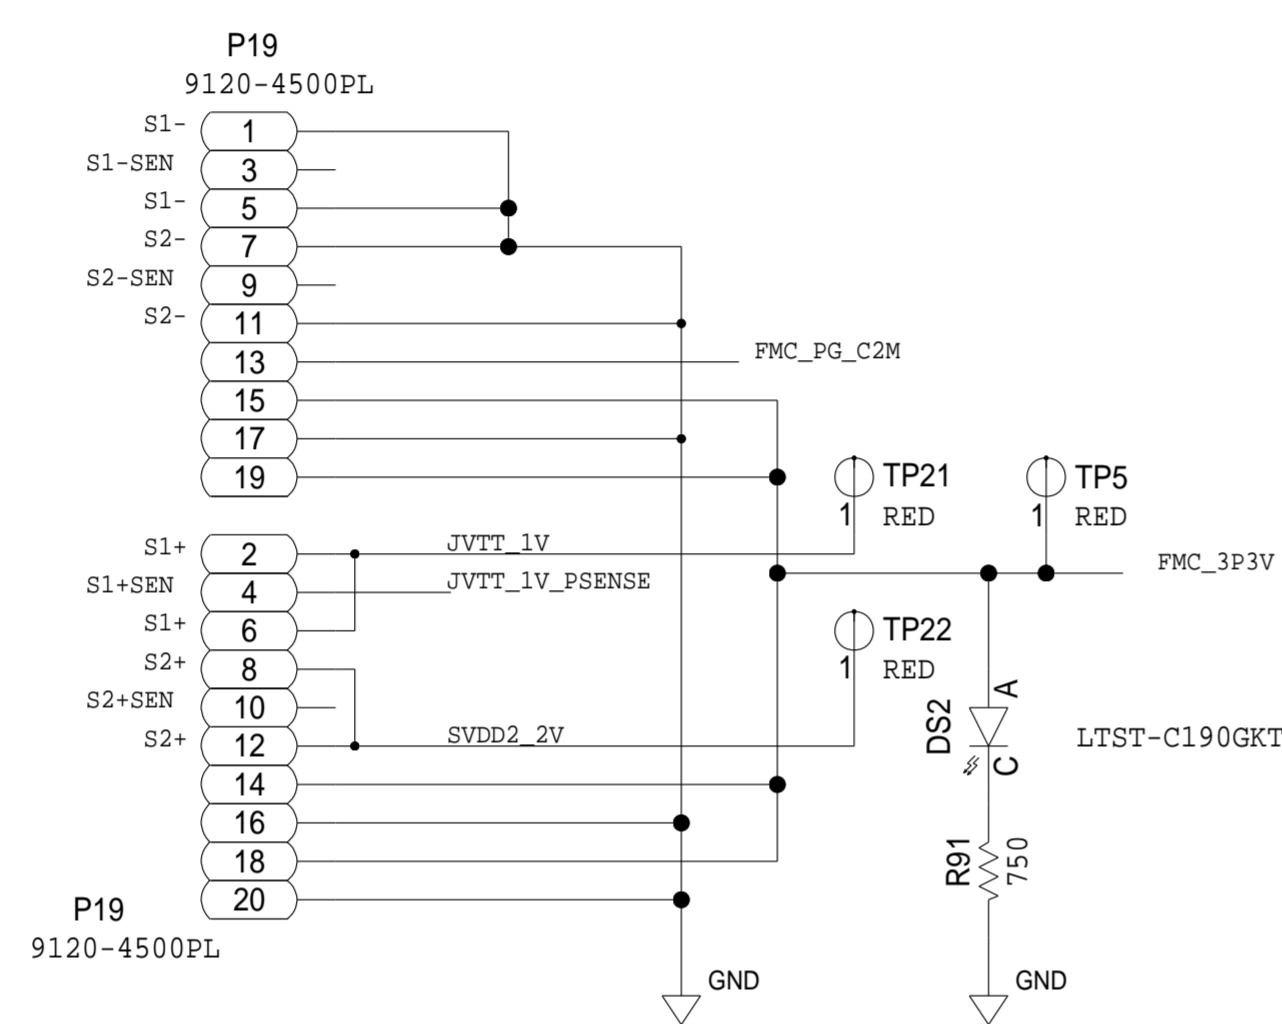 P19
9120-4500PL
S1- 1
S1-SEN 3
S1- 5
S2- 7
S2-SEN 9
S2- 11
13 FMC_PG_C2M
15
17
19
TP21
1 RED
TP5
1 RED
S1+ 2 JVTT_1V
FMC_3P3V
S1+SEN 4 JVTT_1V_PSENSE
S1+ 6
TP22
1 RED
S2+ 8
S2+SEN 10
S2+ 12 SVDD2_2V
A
DS2
C
LTST-C190GKT
14
16
18
20
R91
750
P19
9120-4500PL
GND
GND